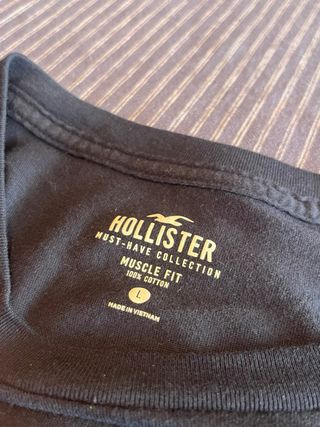 HOLLISTER
MUST-HAVE COLLECTION
MUSCLE FIT
100% COTTON
L
MADE IN VIETNAM